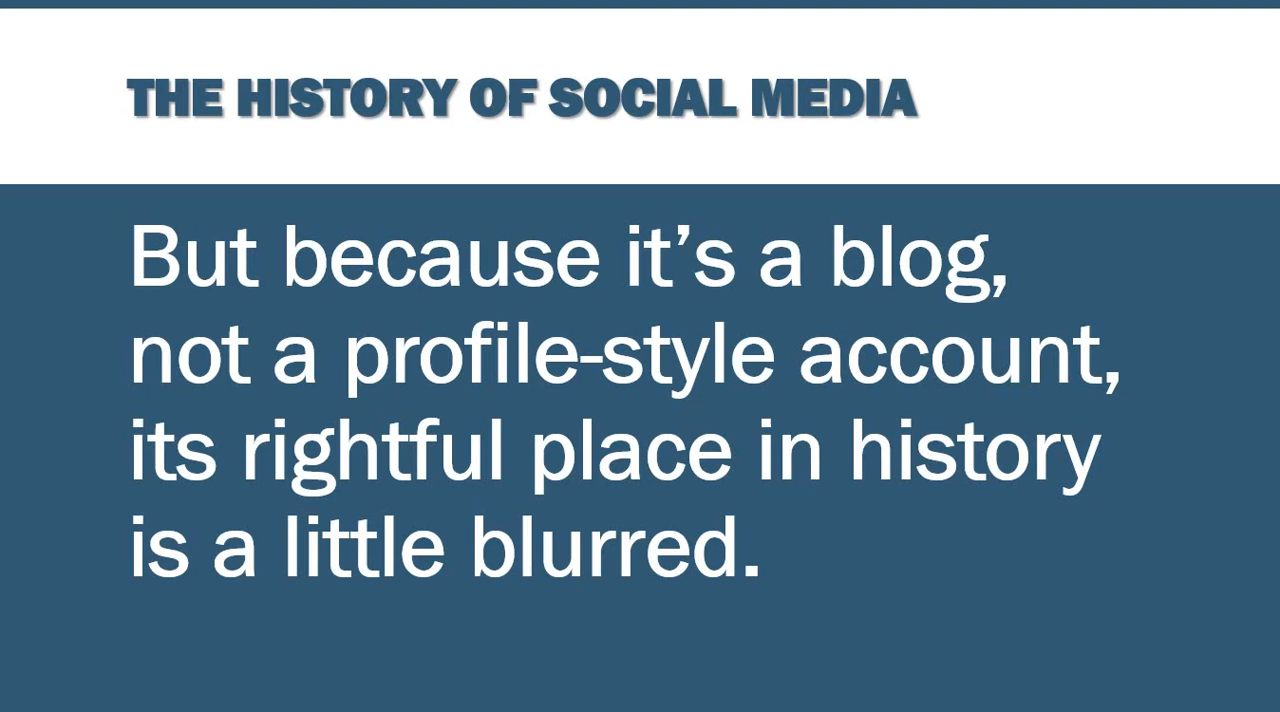 THE HISTORY OF SOCIAL MEDIA
But because it’s a blog,
not a profile-style account,
its rightful place in history
is a little blurred.